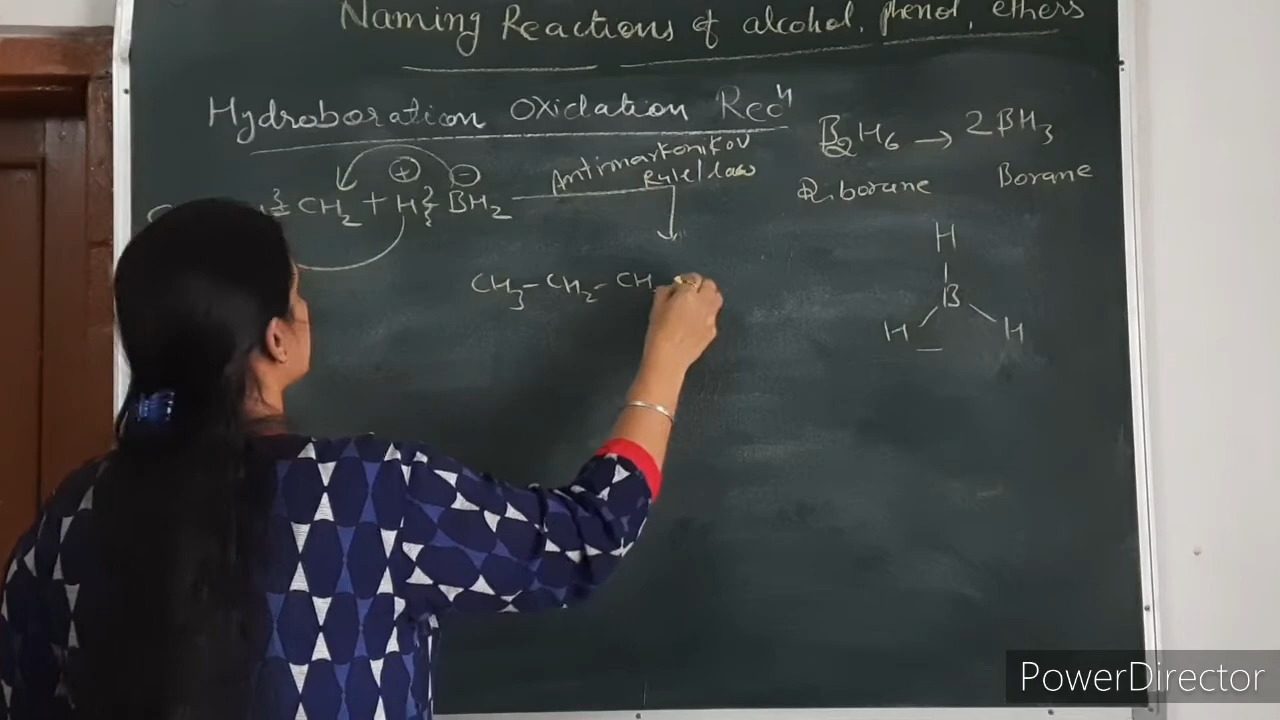 Naming Reactions of alcohol, phenol, ethers
Hydroboration Oxidation Recⁿ
B2H6 → 2BH3
Diborane Borane
CH2 + H } BH2
⊕ ⊖
Antimarkonikov
Rule/law
CH3-CH2-CH
H
B
H H
PowerDirector